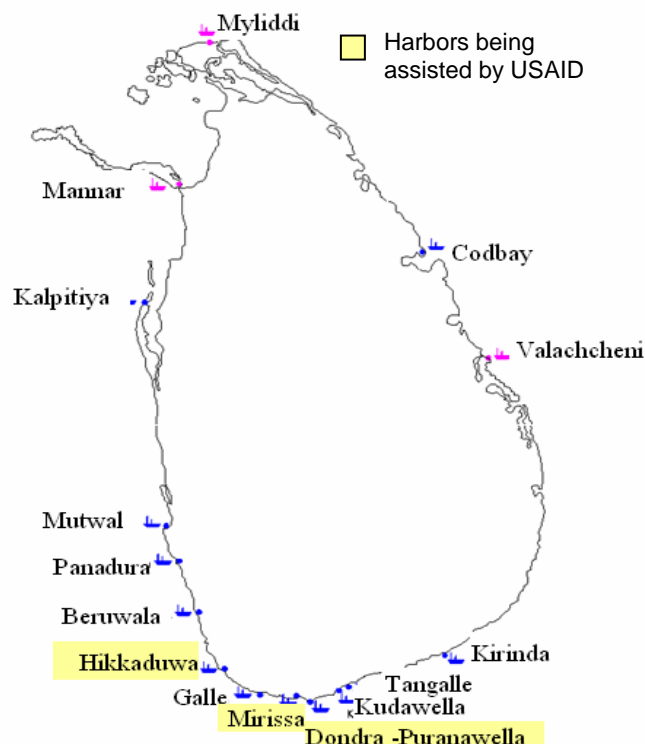 Myliddi
Harbors being
assisted by USAID
Mannar
Codbay
Kalpitiya
Valachcheni
Mutwal
Panadura
Beruwala
Hikkaduwa
Kirinda
Galle
Tangalle
Mirissa
K
Kudawella
Dondra -Puranawella